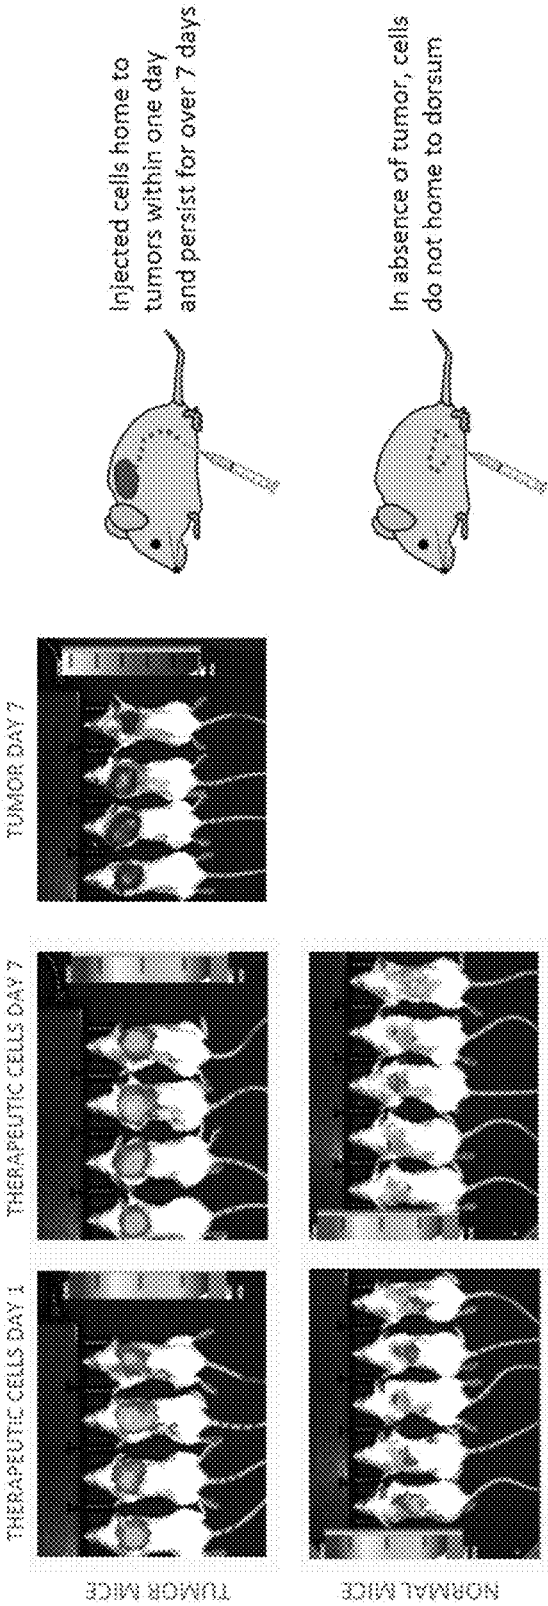 THERAPEUTIC CELLS DAY 1
THERAPEUTIC CELLS DAY 7
TUMOR DAY 7
TUMOR MICE
Injected cells home to
tumors within one day
and persist for over 7 days
NORMAL MICE
In absence of tumor, cells
do not home to dorsum